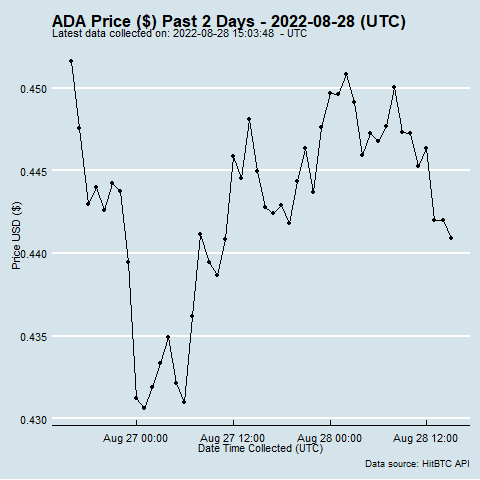 ADA Price ($) Past 2 Days - 2022-08-28 (UTC)
Latest data collected on: 2022-08-28 15:03:48  - UTC
0.450
0.445
0.440
0.435
0.430
Price USD ($)
Aug 27 00:00 Aug 27 12:00 Aug 28 00:00 Aug 28 12:00
Date Time Collected (UTC)
Data source: HitBTC API